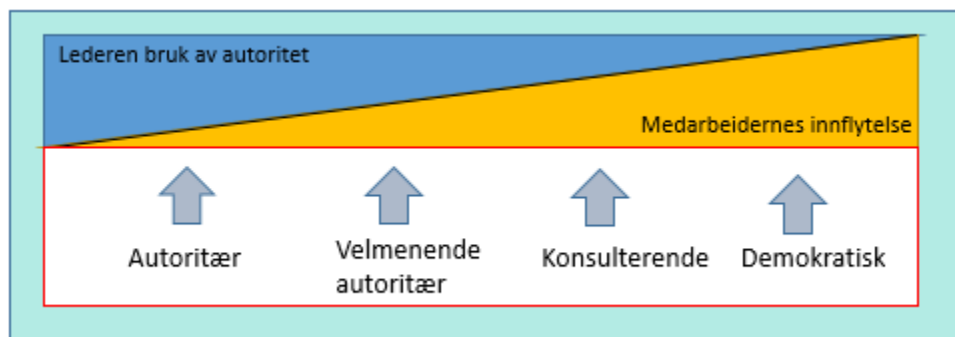 Lederen bruk av autoritet
Medarbeidernes innflytelse
Autoritær
Velmenende
autoritær
Konsulterende
Demokratisk